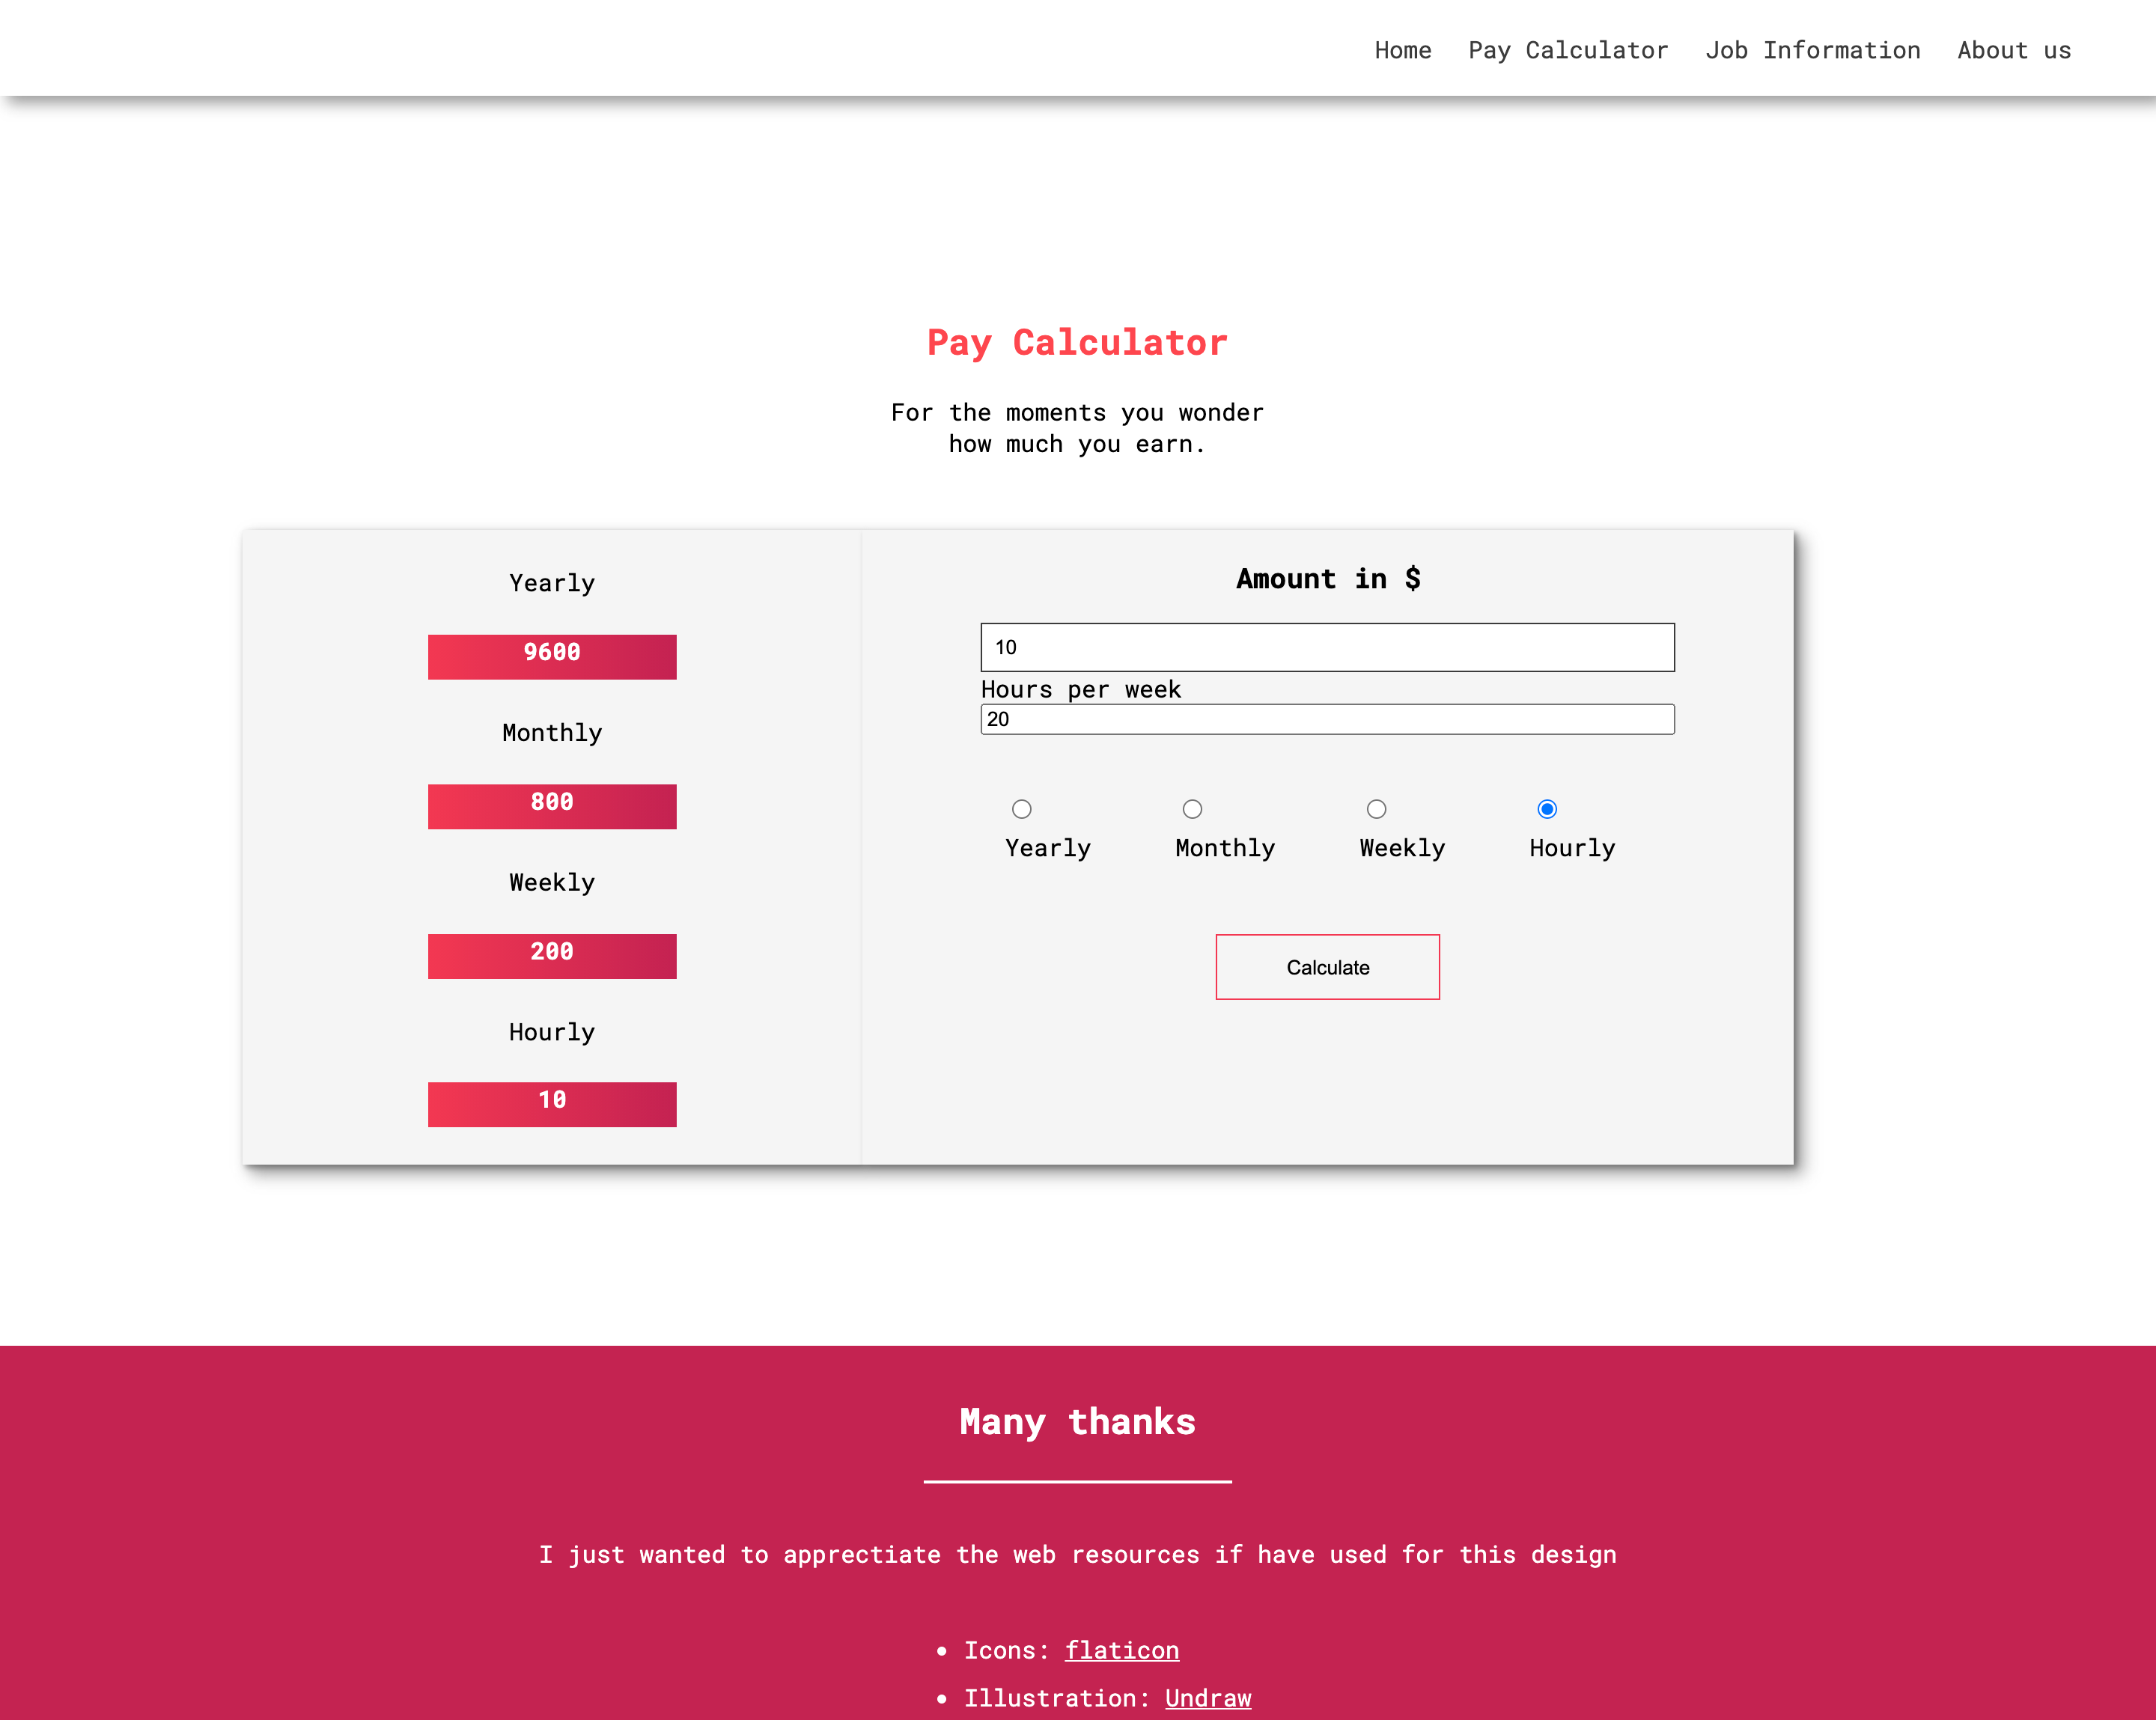 Home Pay Calculator Job Information About us
Pay Calculator
For the moments you wonder
how much you earn.
Yearly
9600
Monthly
800
Weekly
200
Hourly
10
Amount in $
10
Hours per week
20
Yearly Monthly Weekly Hourly
Calculate
Many thanks
I just wanted to apprectiate the web resources if have used for this design
• Icons: flaticon
• Illustration: Undraw